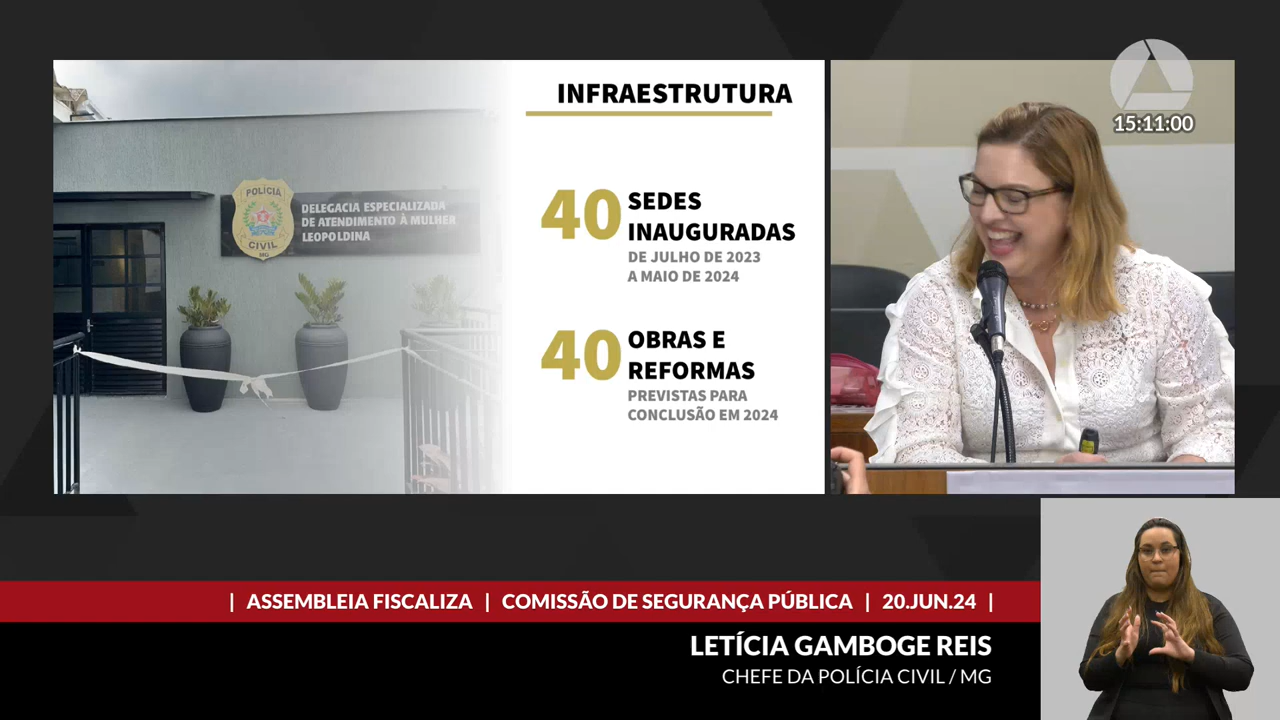 INFRAESTRUTURA
POLÍCIA
CIVIL
MG
DELEGACIA ESPECIALIZADA
DE ATENDIMENTO À MULHER
LEOPOLDINA
40 SEDES
INAUGURADAS
DE JULHO DE 2023
A MAIO DE 2024
40 OBRAS E
REFORMAS
PREVISTAS PARA
CONCLUSÃO EM 2024
15:11:00
| ASSEMBLEIA FISCALIZA | COMISSÃO DE SEGURANÇA PÚBLICA | 20.JUN.24 |
LETÍCIA GAMBOGE REIS
CHEFE DA POLÍCIA CIVIL / MG